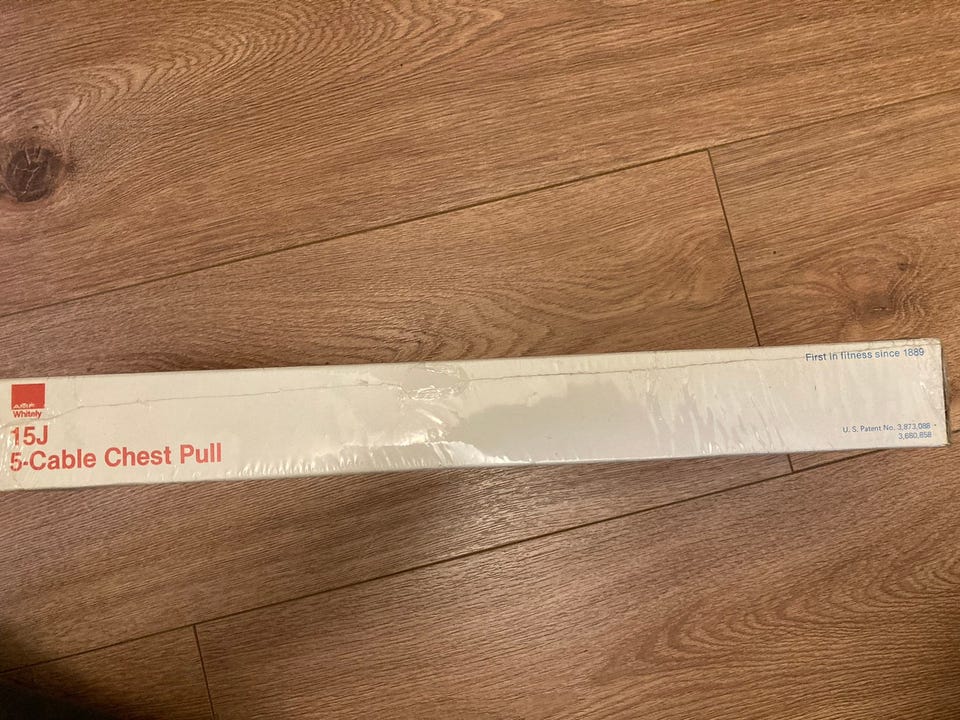 AMF
Whitely
15J
5-Cable Chest Pull
First in fitness since 1889
U. S. Patent No. 3,873,088
3,680,858